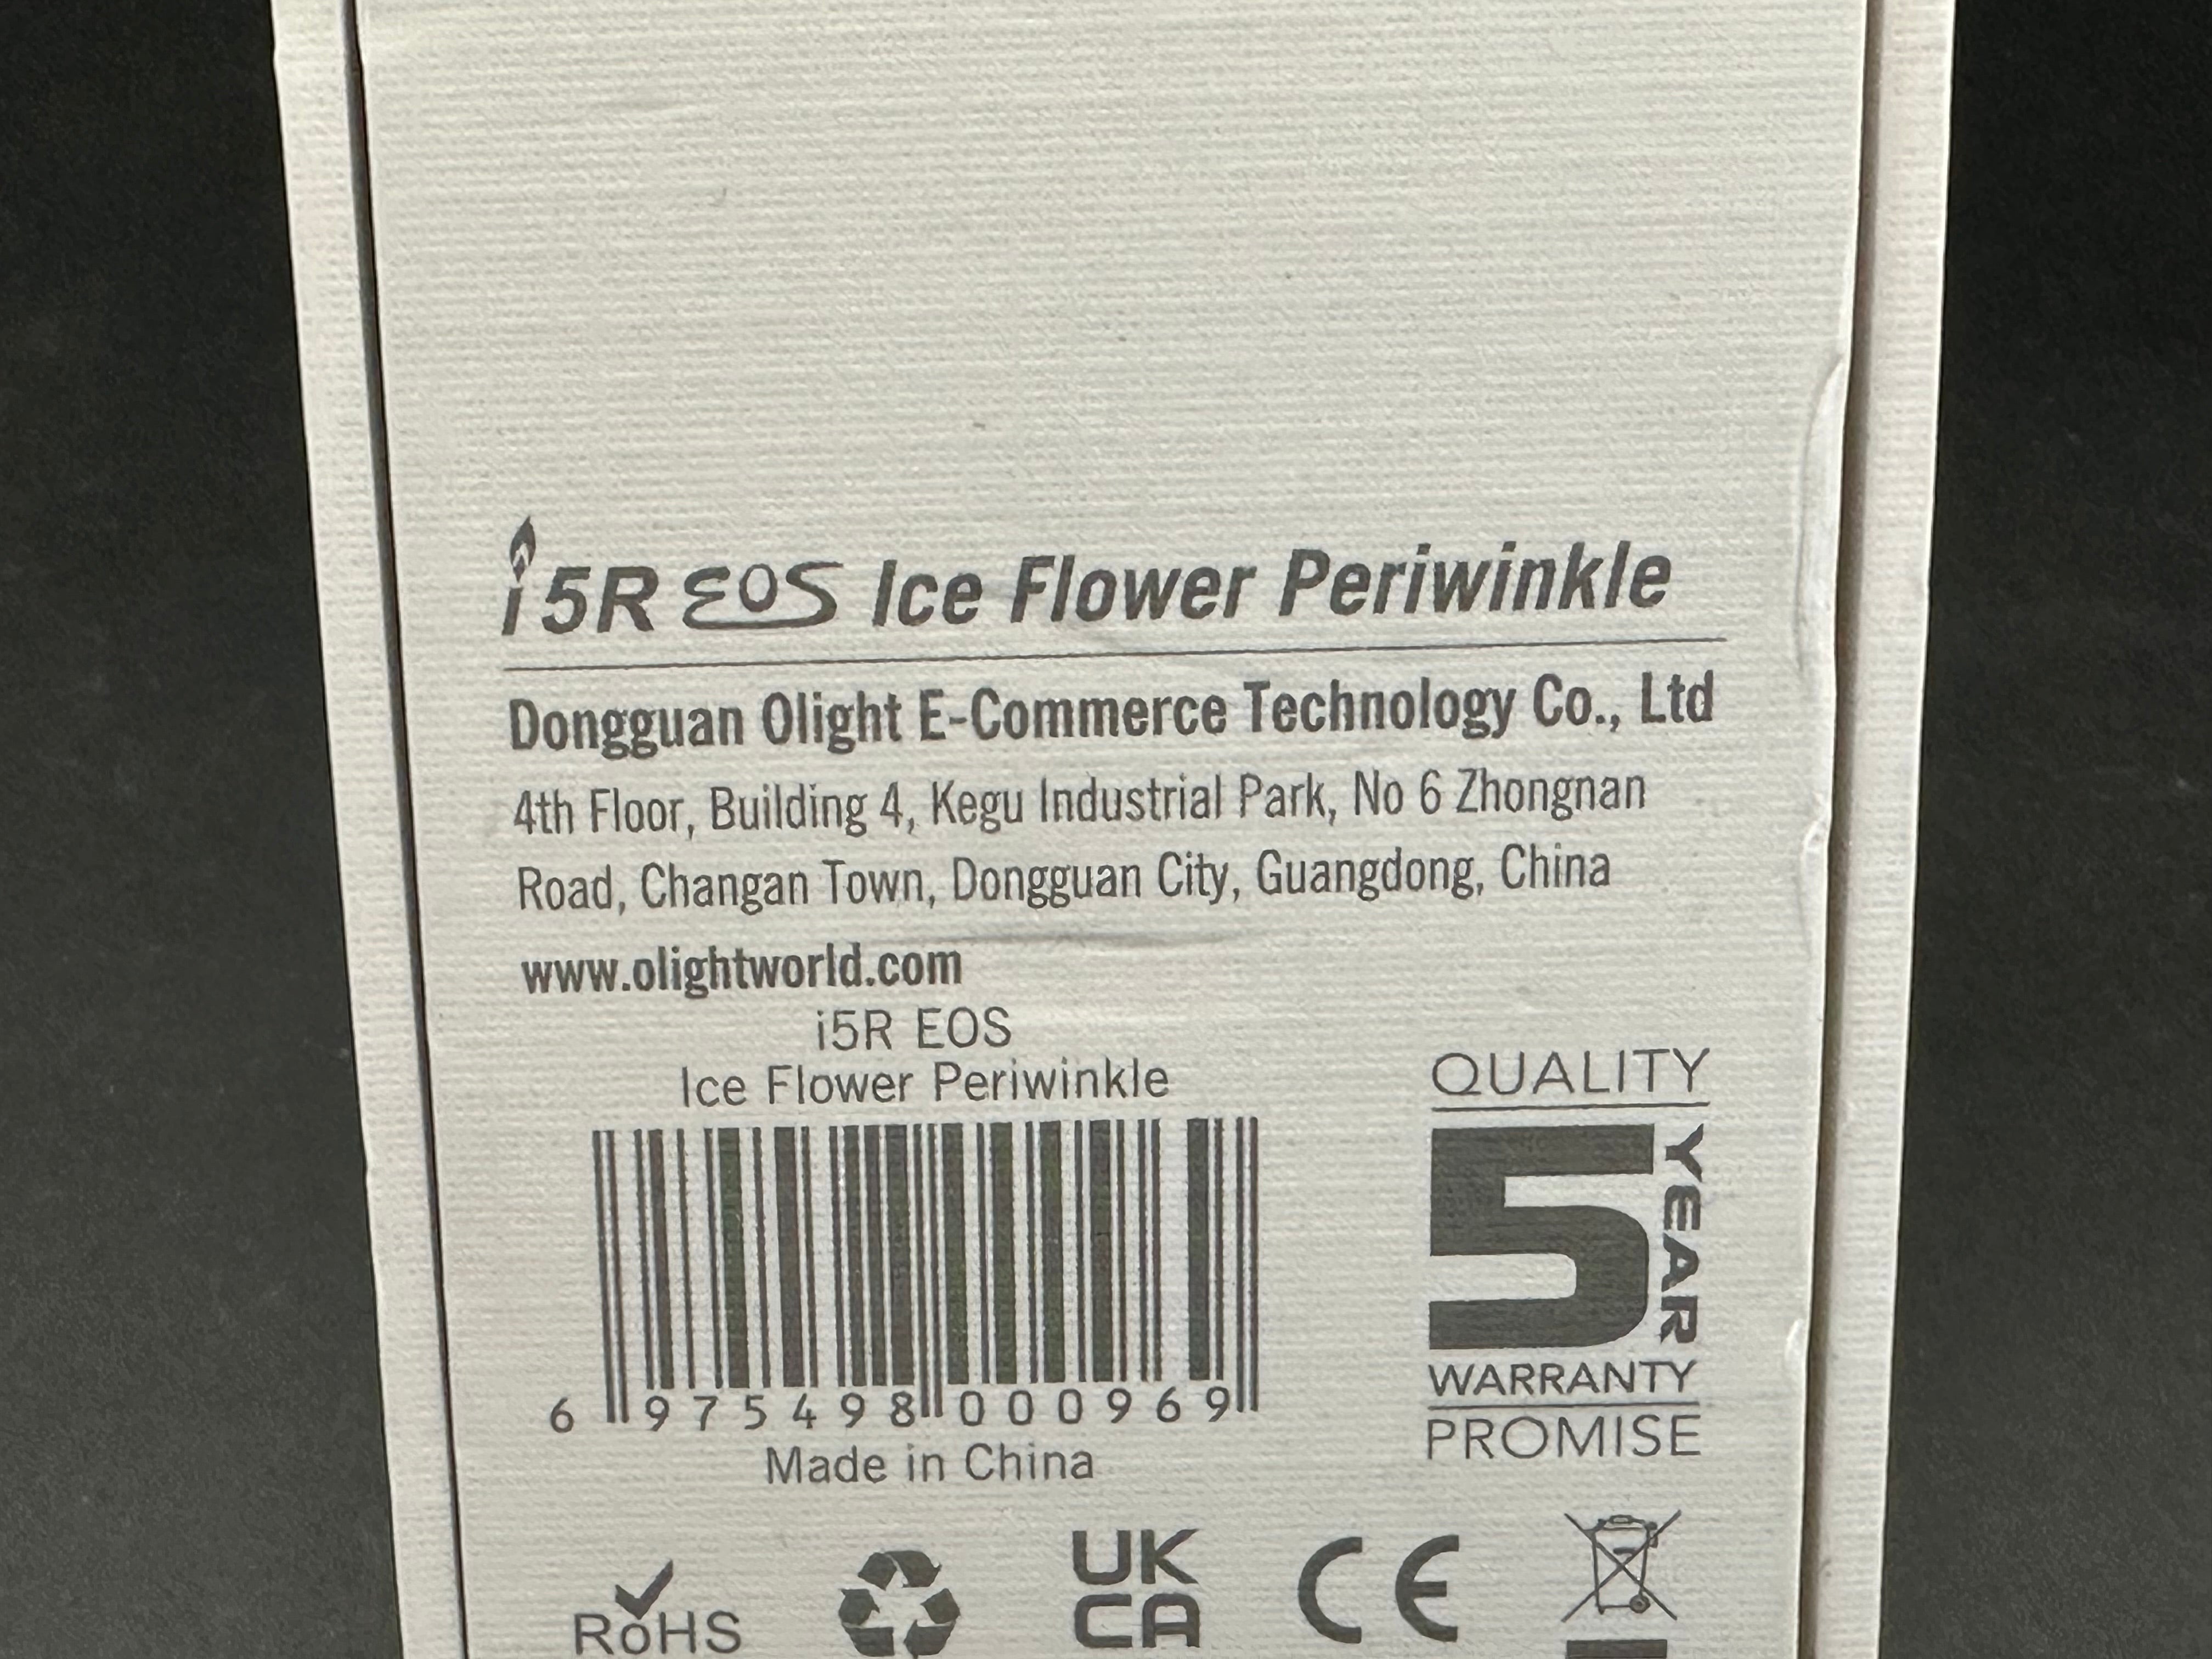 i5R EOS Ice Flower Periwinkle
Dongguan Olight E-Commerce Technology Co., Ltd
4th Floor, Building 4, Kegu Industrial Park, No 6 Zhongnan
Road, Changan Town, Dongguan City, Guangdong, China
www.olightworld.com
i5R EOS
Ice Flower Periwinkle
6 975498 000969
Made in China
QUALITY
5 YEAR
WARRANTY
PROMISE
RoHS
UK
CA
CE